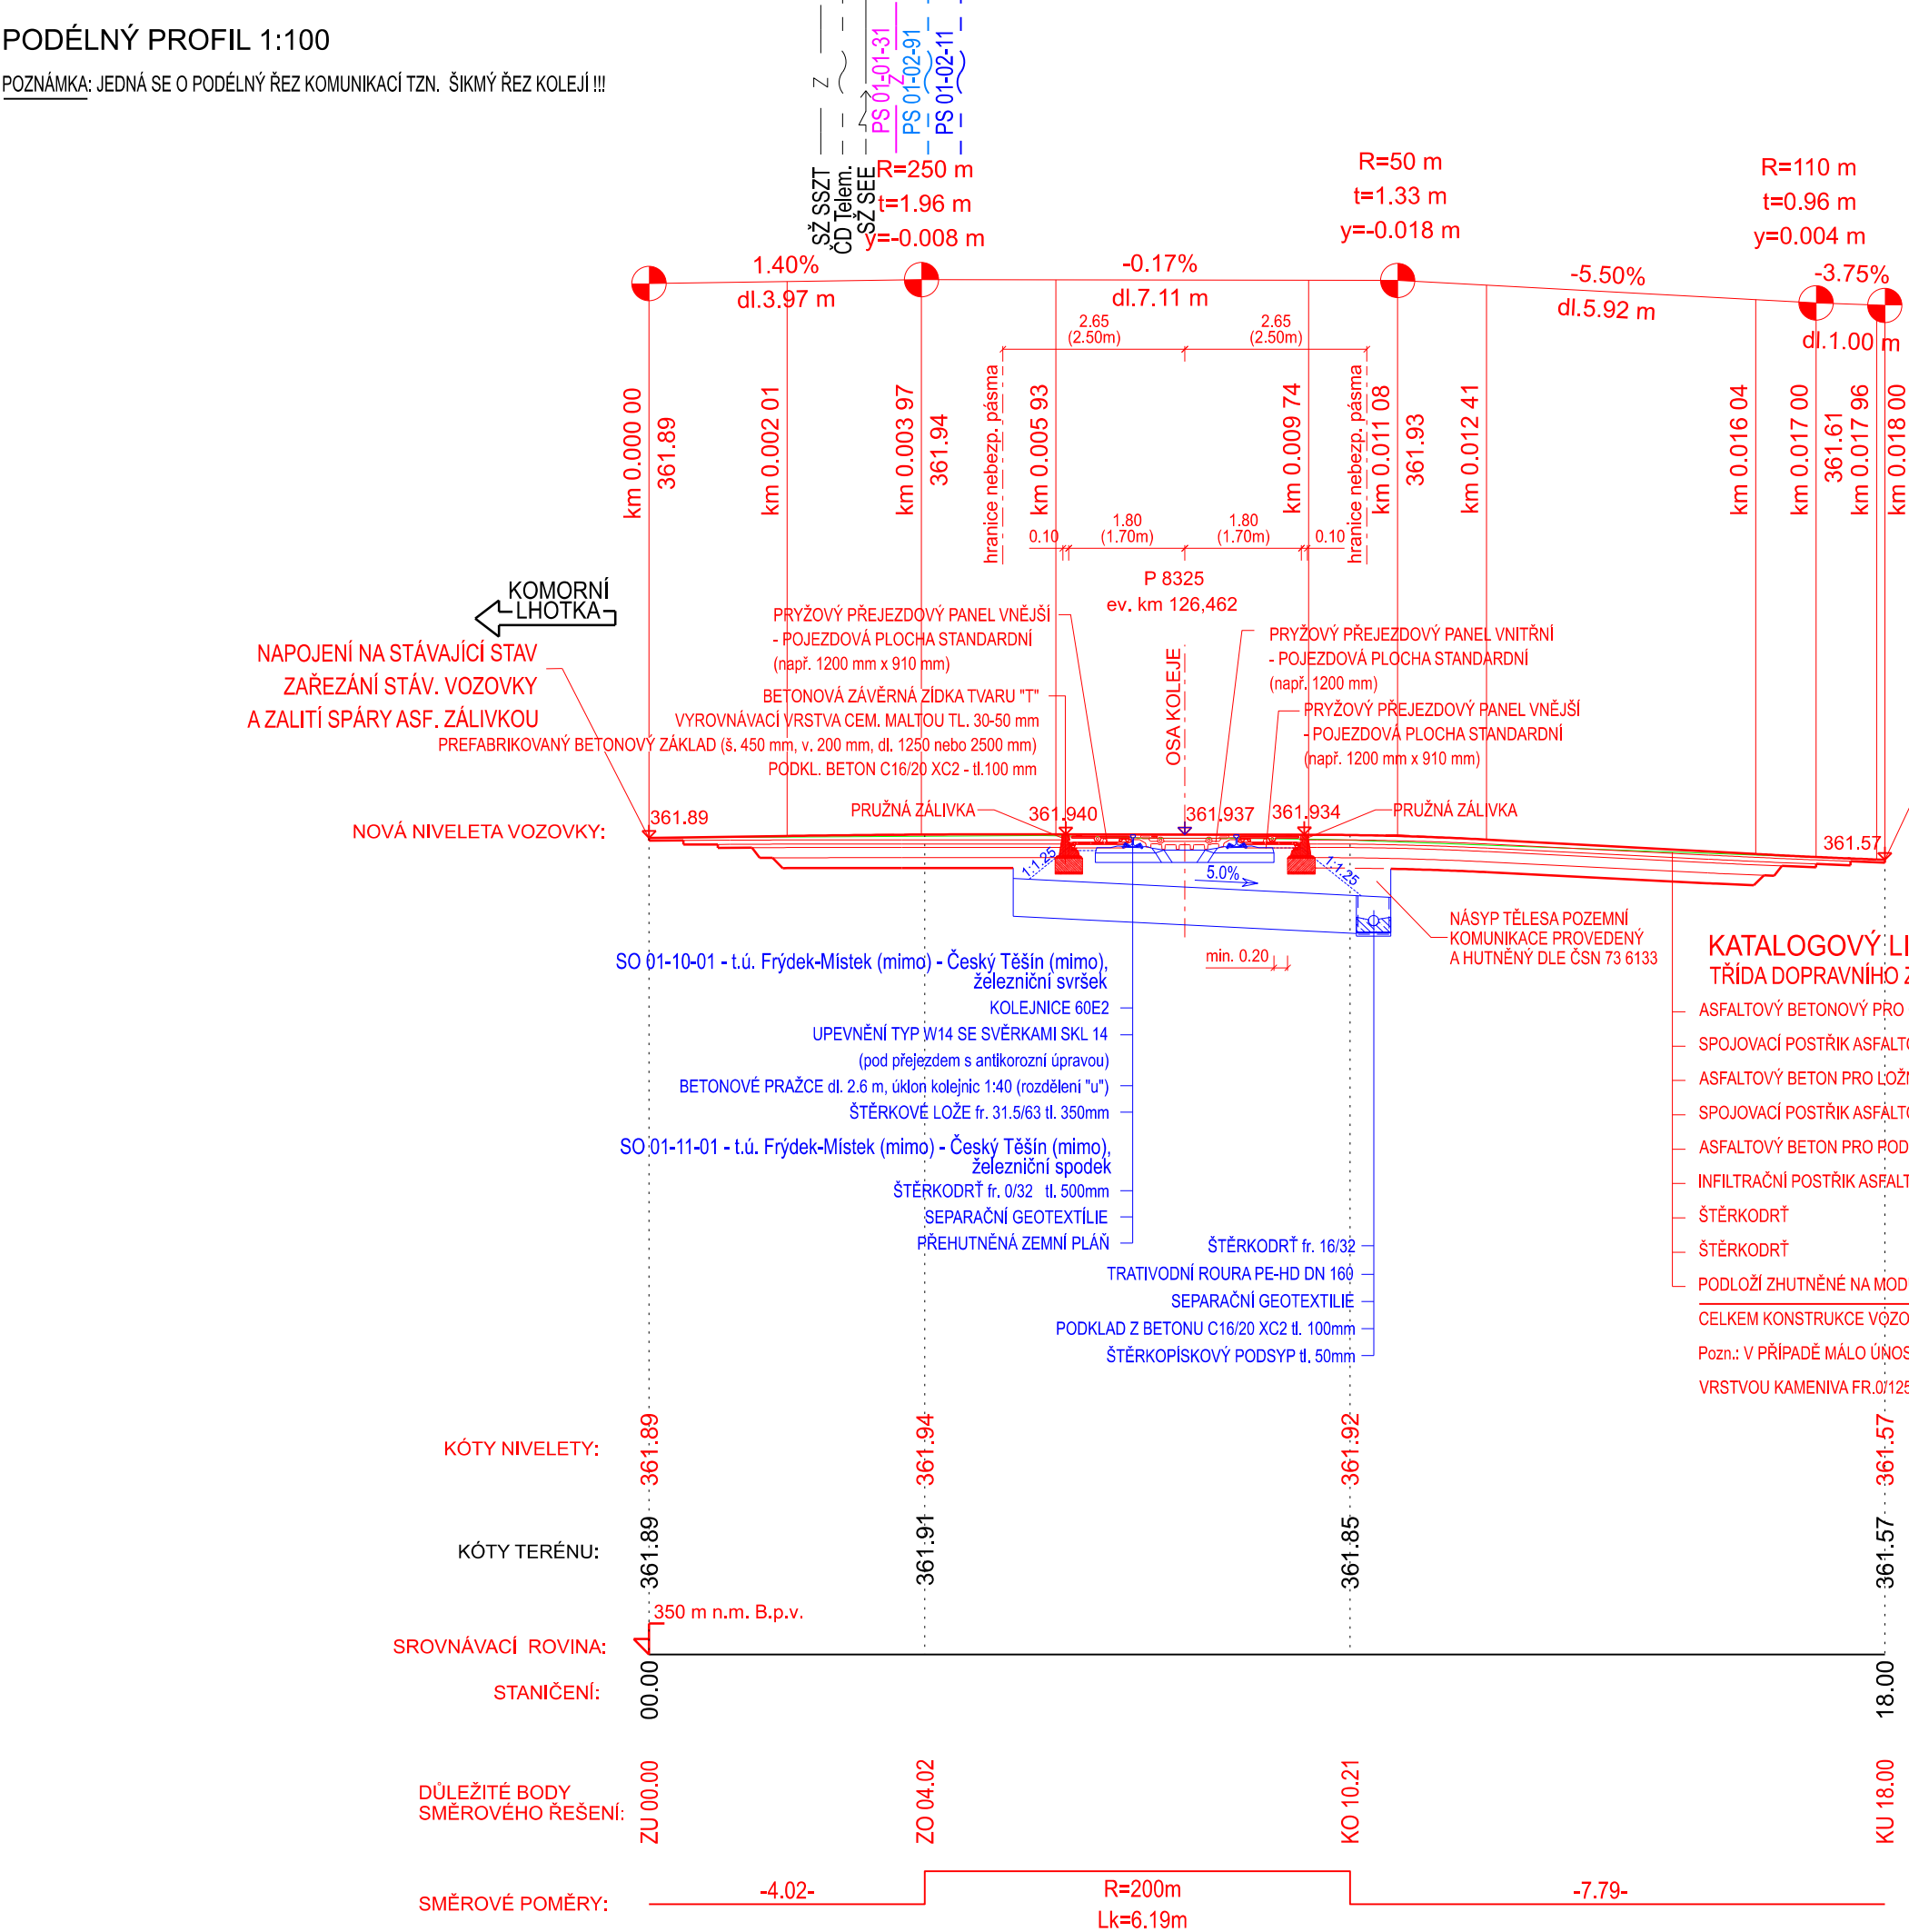 PODÉLNÝ PROFIL 1:100
POZNÁMKA: JEDNÁ SE O PODÉLNÝ ŘEZ KOMUNIKACÍ TZN. ŠIKMÝ ŘEZ KOLEJÍ !!!
Z
Z
SŽ SSZT
ČD Telem.
SŽ SEE
PS 01-01-31
PS 01-02-91
PS 01-02-11
R=250 m
t=1.96 m
y=-0.008 m
R=50 m
t=1.33 m
y=-0.018 m
R=110 m
t=0.96 m
y=0.004 m
1.40%
dl.3.97 m
-0.17%
dl.7.11 m
-5.50%
dl.5.92 m
-3.75%
dl.1.00 m
2.65
(2.50m)
2.65
(2.50m)
km 0.000 00
361.89
km 0.002 01
km 0.003 97
361.94
hranice nebezp. pásma
km 0.005 93
km 0.009 74
hranice nebezp. pásma
km 0.011 08
361.93
km 0.012 41
km 0.016 04
km 0.017 00
361.61
km 0.017 96
km 0.018 00
0.10
1.80
(1.70m)
1.80
(1.70m)
0.10
P 8325
ev. km 126,462
KOMORNÍ
LHOTKA
NAPOJENÍ NA STÁVAJÍCÍ STAV
ZAŘEZÁNÍ STÁV. VOZOVKY
A ZALITÍ SPÁRY ASF. ZÁLIVKOU
PRYŽOVÝ PŘEJEZDOVÝ PANEL VNĚJŠÍ
- POJEZDOVÁ PLOCHA STANDARDNÍ
(např. 1200 mm x 910 mm)
BETONOVÁ ZÁVĚRNÁ ZÍDKA TVARU "T"
VYROVNÁVACÍ VRSTVA CEM. MALTOU TL. 30-50 mm
PREFABRIKOVANÝ BETONOVÝ ZÁKLAD (š. 450 mm, v. 200 mm, dl. 1250 nebo 2500 mm)
PODKL. BETON C16/20 XC2 - tl.100 mm
PRUŽNÁ ZÁLIVKA
OSA KOLEJE
PRYŽOVÝ PŘEJEZDOVÝ PANEL VNITŘNÍ
- POJEZDOVÁ PLOCHA STANDARDNÍ
(např. 1200 mm)
PRYŽOVÝ PŘEJEZDOVÝ PANEL VNĚJŠÍ
- POJEZDOVÁ PLOCHA STANDARDNÍ
(např. 1200 mm x 910 mm)
PRUŽNÁ ZÁLIVKA
NOVÁ NIVELETA VOZOVKY:
361.89
361.940
361.937
361.934
361.57
1:1.25
5.0%
1:1.25
min. 0.20
NÁSYP TĚLESA POZEMNÍ
KOMUNIKACE PROVEDENÝ
A HUTNĚNÝ DLE ČSN 73 6133
SO 01-10-01 - t.ú. Frýdek-Místek (mimo) - Český Těšín (mimo),
železniční svršek
KOLEJNICE 60E2
UPEVNĚNÍ TYP W14 SE SVĚRKAMI SKL 14
(pod přejezdem s antikorozní úpravou)
BETONOVÉ PRAŽCE dl. 2.6 m, úklon kolejnic 1:40 (rozdělení "u")
ŠTĚRKOVÉ LOŽE fr. 31.5/63 tl. 350mm
SO 01-11-01 - t.ú. Frýdek-Místek (mimo) - Český Těšín (mimo),
železniční spodek
ŠTĚRKODRŤ fr. 0/32 tl. 500mm
SEPARAČNÍ GEOTEXTÍLIE
PŘEHUTNĚNÁ ZEMNÍ PLÁŇ
ŠTĚRKODRŤ fr. 16/32
TRATIVODNÍ ROURA PE-HD DN 160
SEPARAČNÍ GEOTEXTILIE
PODKLAD Z BETONU C16/20 XC2 tl. 100mm
ŠTĚRKOPÍSKOVÝ PODSYP tl. 50mm
KATALOGOVÝ LI
TŘÍDA DOPRAVNÍHO Z
ASFALTOVÝ BETONOVÝ PRO
SPOJOVACÍ POSTŘIK ASFALTO
ASFALTOVÝ BETON PRO LOŽN
SPOJOVACÍ POSTŘIK ASFALTO
ASFALTOVÝ BETON PRO POD
INFILTRAČNÍ POSTŘIK ASFALT
ŠTĚRKODRŤ
ŠTĚRKODRŤ
PODLOŽÍ ZHUTNĚNÉ NA MOD
CELKEM KONSTRUKCE VOZO
Pozn.: V PŘÍPADĚ MÁLO ÚNOS
VRSTVOU KAMENIVA FR.0/125
KÓTY NIVELETY:
361.89
361.94
361.92
361.57
KÓTY TERÉNU:
361.89
361.91
361.85
361.57
350 m n.m. B.p.v.
SROVNÁVACÍ ROVINA:
STANIČENÍ:
00.00
18.00
DŮLEŽITÉ BODY
SMĚROVÉHO ŘEŠENÍ:
ZU 00.00
ZO 04.02
KO 10.21
KU 18.00
SMĚROVÉ POMĚRY:
-4.02-
R=200m
Lk=6.19m
-7.79-